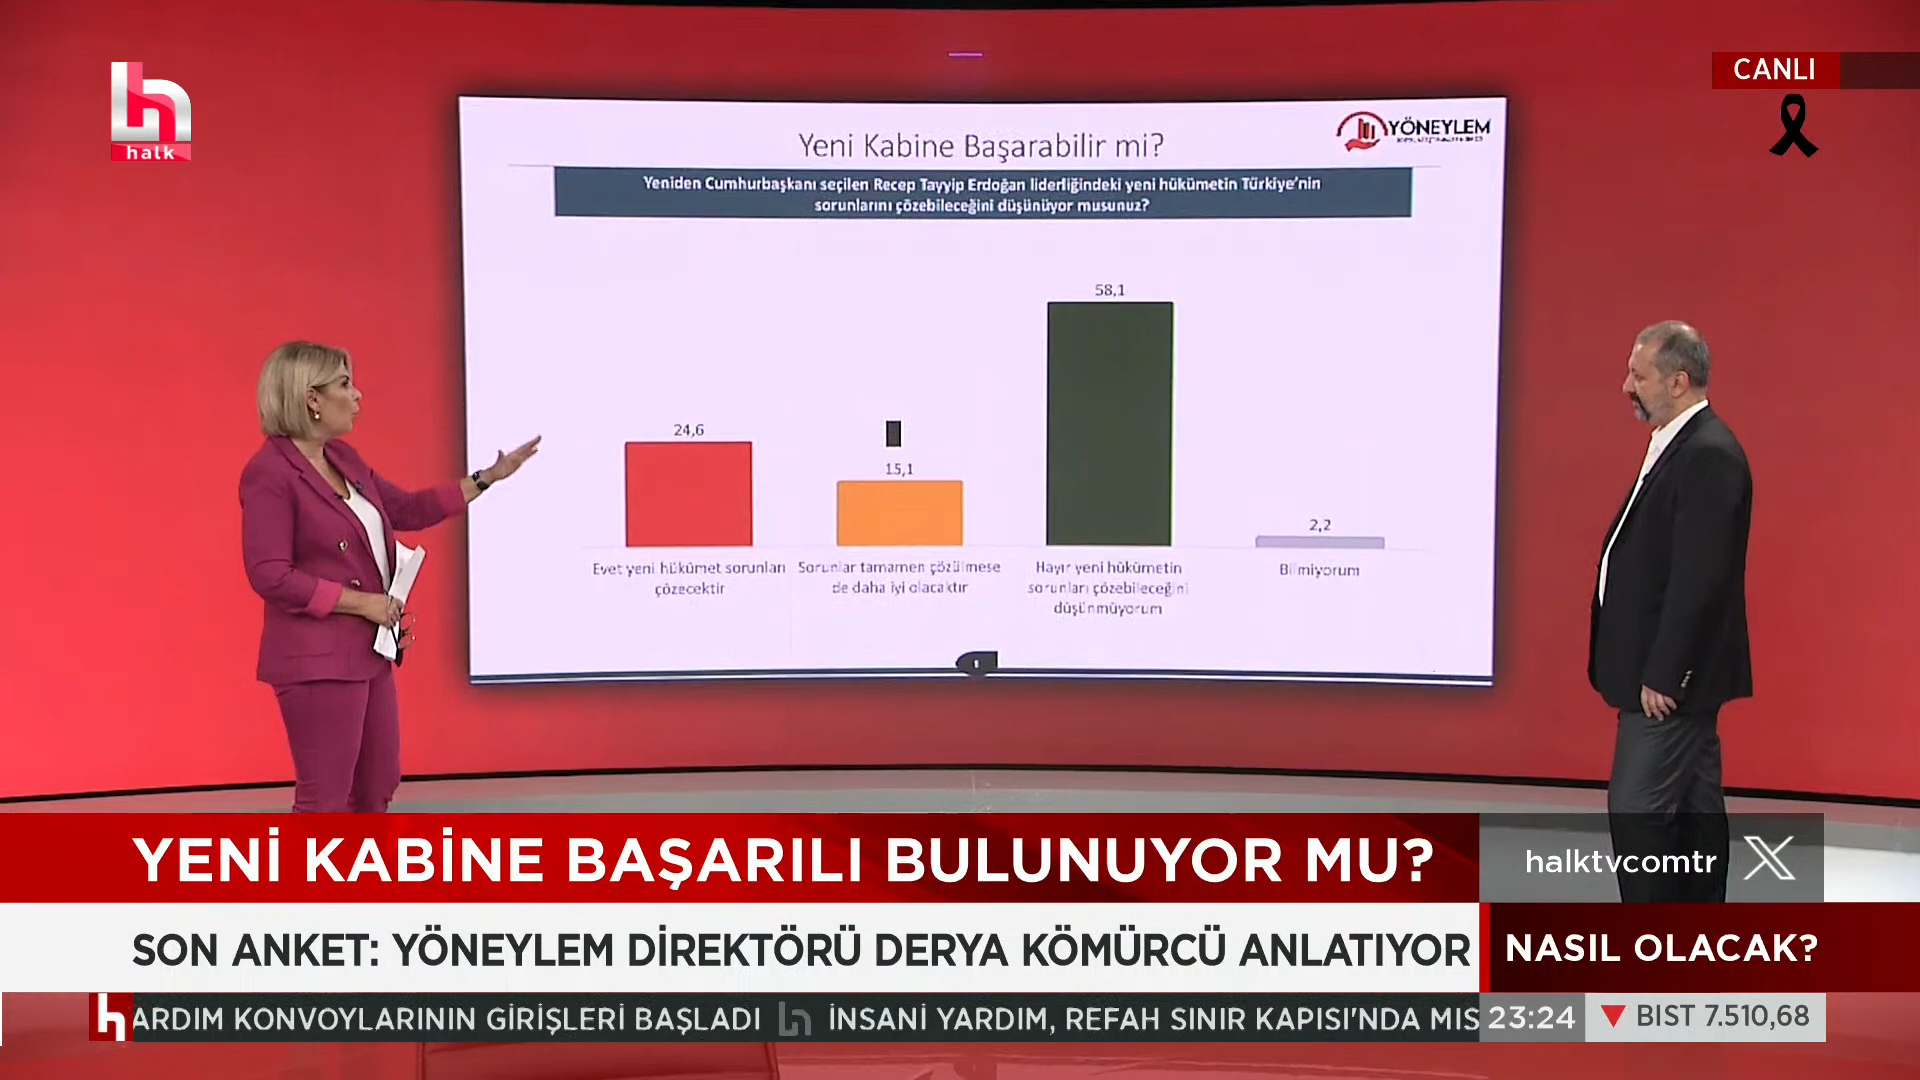 halk
CANLI
Yeni Kabine Başarabilir mi?
YÖNEYLEM
Yeniden Cumhurbaşkanı seçilen Recep Tayyip Erdoğan liderliğindeki yeni hükümetin Türkiye'nin
sorunlarını çözebileceğini düşünüyor musunuz?
58,1
24,6
15,1
2,2
Evet yeni hükümet sorunları
çözecektir
Sorunlar tamamen çözülmese
de daha iyi olacaktır
Hayır yeni hükümetin
sorunları çözebileceğini
düşünmüyorum
Bilmiyorum
YENİ KABİNE BAŞARILI BULUNUYOR MU?
halktvcomtr
SON ANKET: YÖNEYLEM DİREKTÖRÜ DERYA KÖMÜRCÜ ANLATIYOR
NASIL OLACAK?
ARDIM KONVOYLARININ GİRİŞLERİ BAŞLADI
İNSANİ YARDIM, REFAH SINIR KAPISI'NDA MIS
23:24
BIST 7.510,68